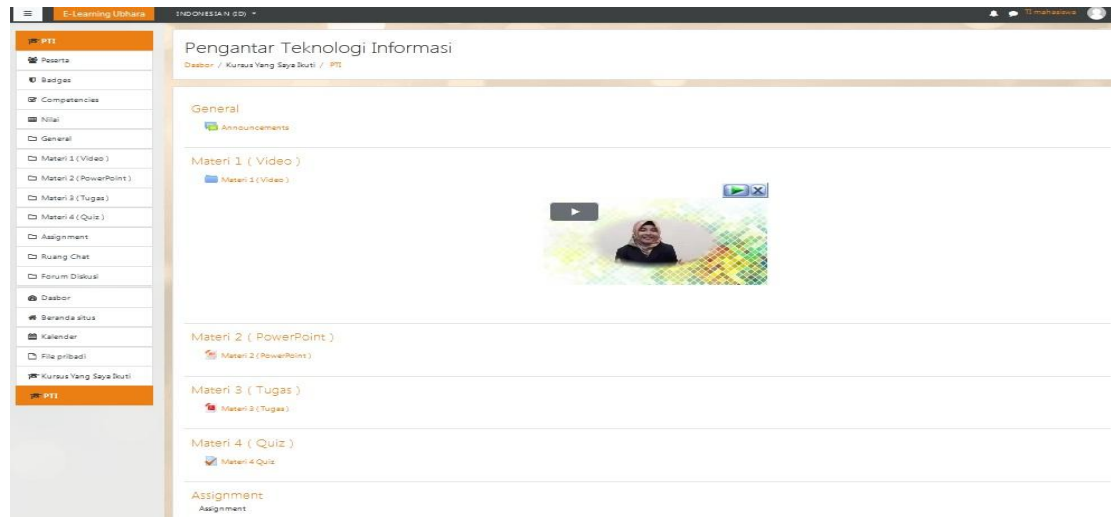 E-Learning Ubhara
INDONESIAN (ID)
TI mahasiswa
PTI
Peserta
Badges
Competencies
Nilai
General
Materi 1 ( Video )
Materi 2 ( PowerPoint )
Materi 3 ( Tugas )
Materi 4 ( Quiz )
Assignment
Ruang Chat
Forum Diskusi
Dasbor
Beranda situs
Kalender
File pribadi
Kursus Yang Saya Ikuti
PTI
Pengantar Teknologi Informasi
Dasbor / Kursus Yang Saya Ikuti / PTI
General
Announcements
Materi 1 ( Video )
Materi 1 ( Video )
Materi 2 ( PowerPoint )
Materi 2 ( PowerPoint )
Materi 3 ( Tugas )
Materi 3 ( Tugas )
Materi 4 ( Quiz )
Materi 4 Quiz
Assignment
Assignment